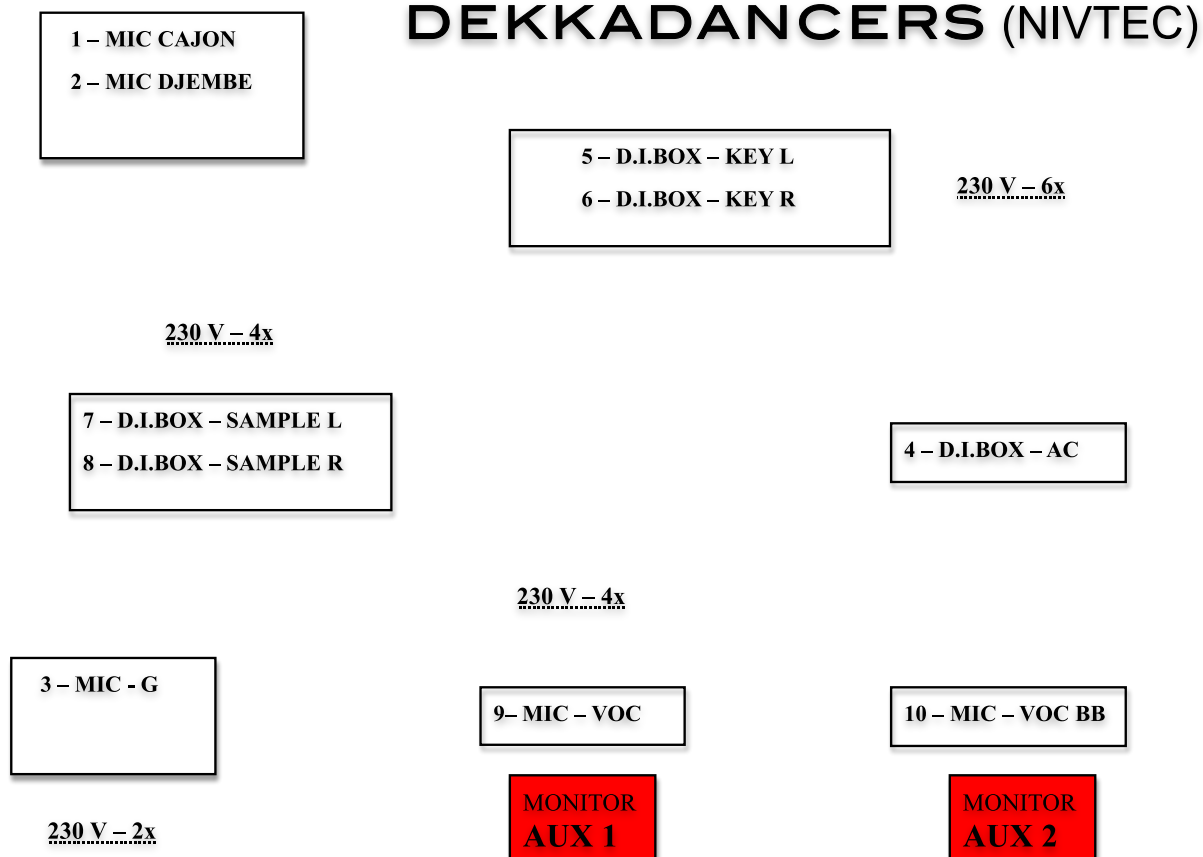 DEKKADANCERS (NIVTEC)
1 – MIC CAJON
2 – MIC DJEMBE
5 – D.I.BOX – KEY L
6 – D.I.BOX – KEY R
230 V – 6x
230 V – 4x
7 – D.I.BOX – SAMPLE L
8 – D.I.BOX – SAMPLE R
4 – D.I.BOX – AC
230 V – 4x
3 – MIC - G
9– MIC – VOC
10 – MIC – VOC BB
230 V – 2x
MONITOR
AUX 1
MONITOR
AUX 2